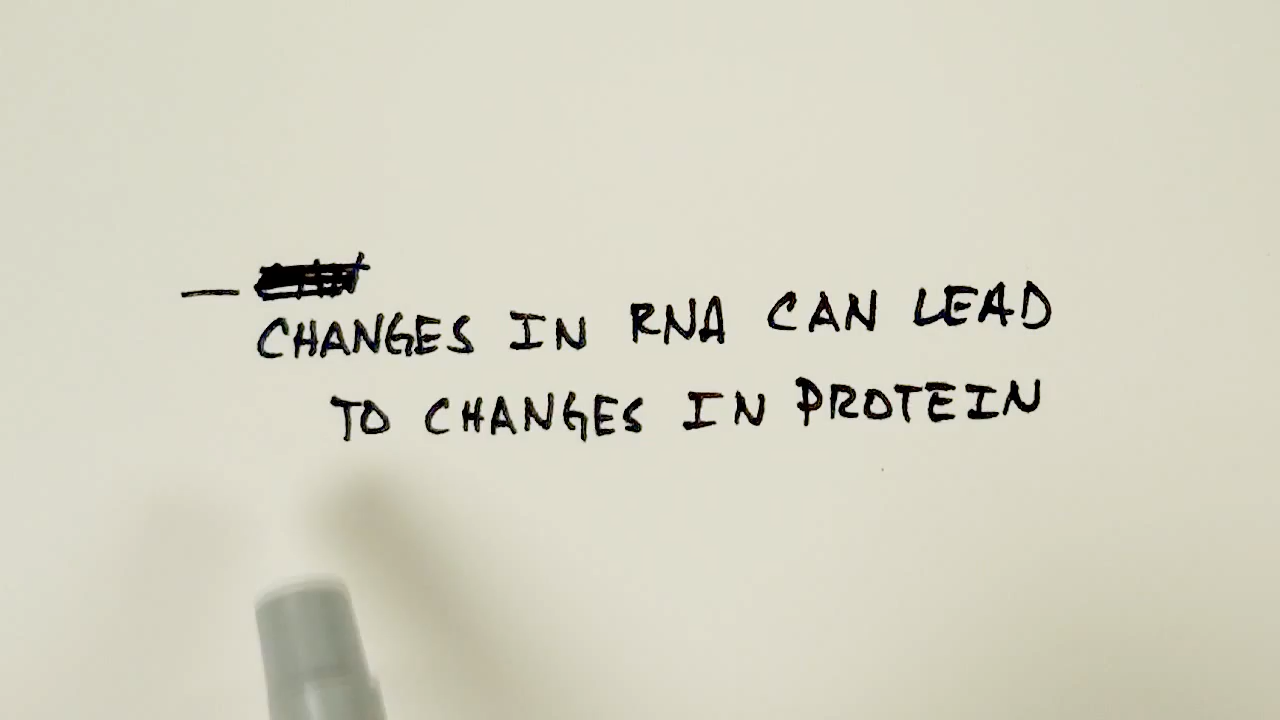 — CHANGES IN RNA CAN LEAD
TO CHANGES IN PROTEIN